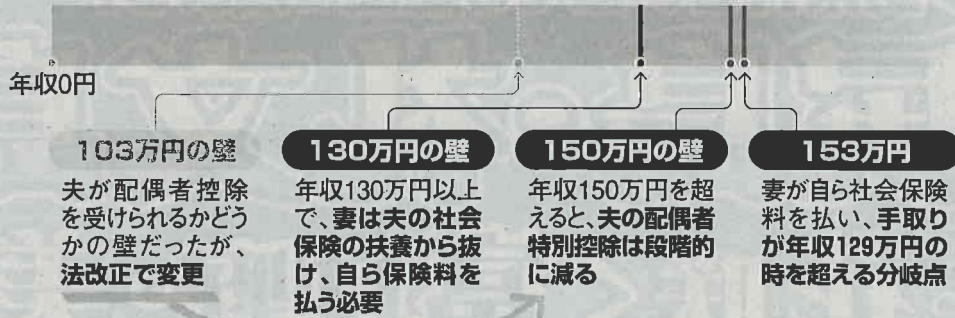 年収0円
103万円の壁
夫が配偶者控除
を受けられるかどう
かの壁だったが、
法改正で変更
130万円の壁
年収130万円以上
で、妻は夫の社会
保険の扶養から抜
け、自ら保険料を
払う必要
150万円の壁
年収150万円を超
えると、夫の配偶者
特別控除は段階的
に減る
153万円
妻が自ら社会保険
料を払い、手取り
が年収129万円の
時を超える分岐点